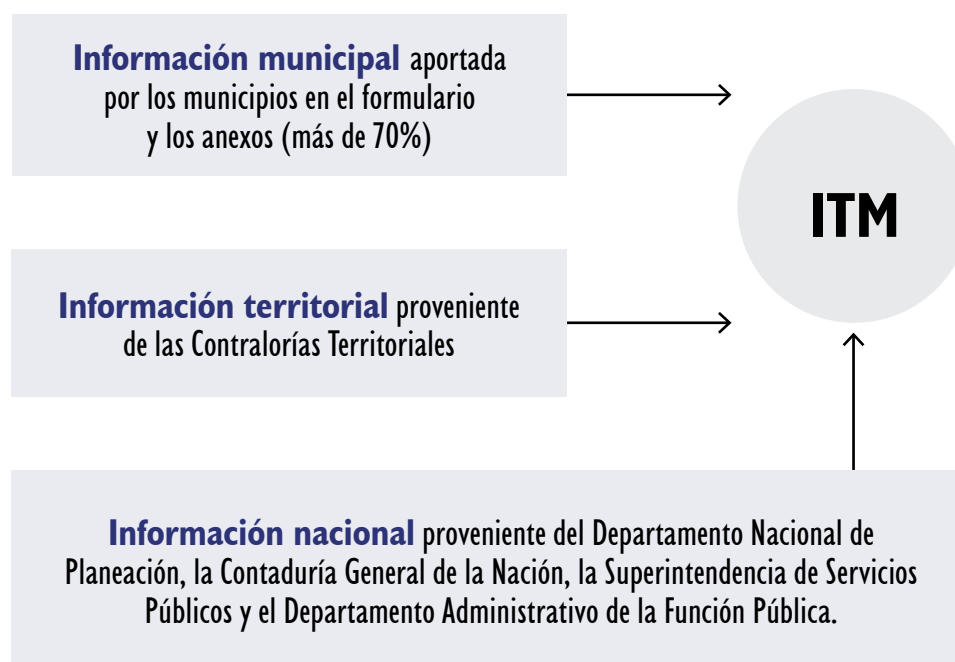 Información municipal aportada
por los municipios en el formulario
y los anexos (más de 70%)
ITM
Información territorial proveniente
de las Contralorías Territoriales
Información nacional proveniente del Departamento Nacional de
Planeación, la Contaduría General de la Nación, la Superintendencia de Servicios
Públicos y el Departamento Administrativo de la Función Pública.